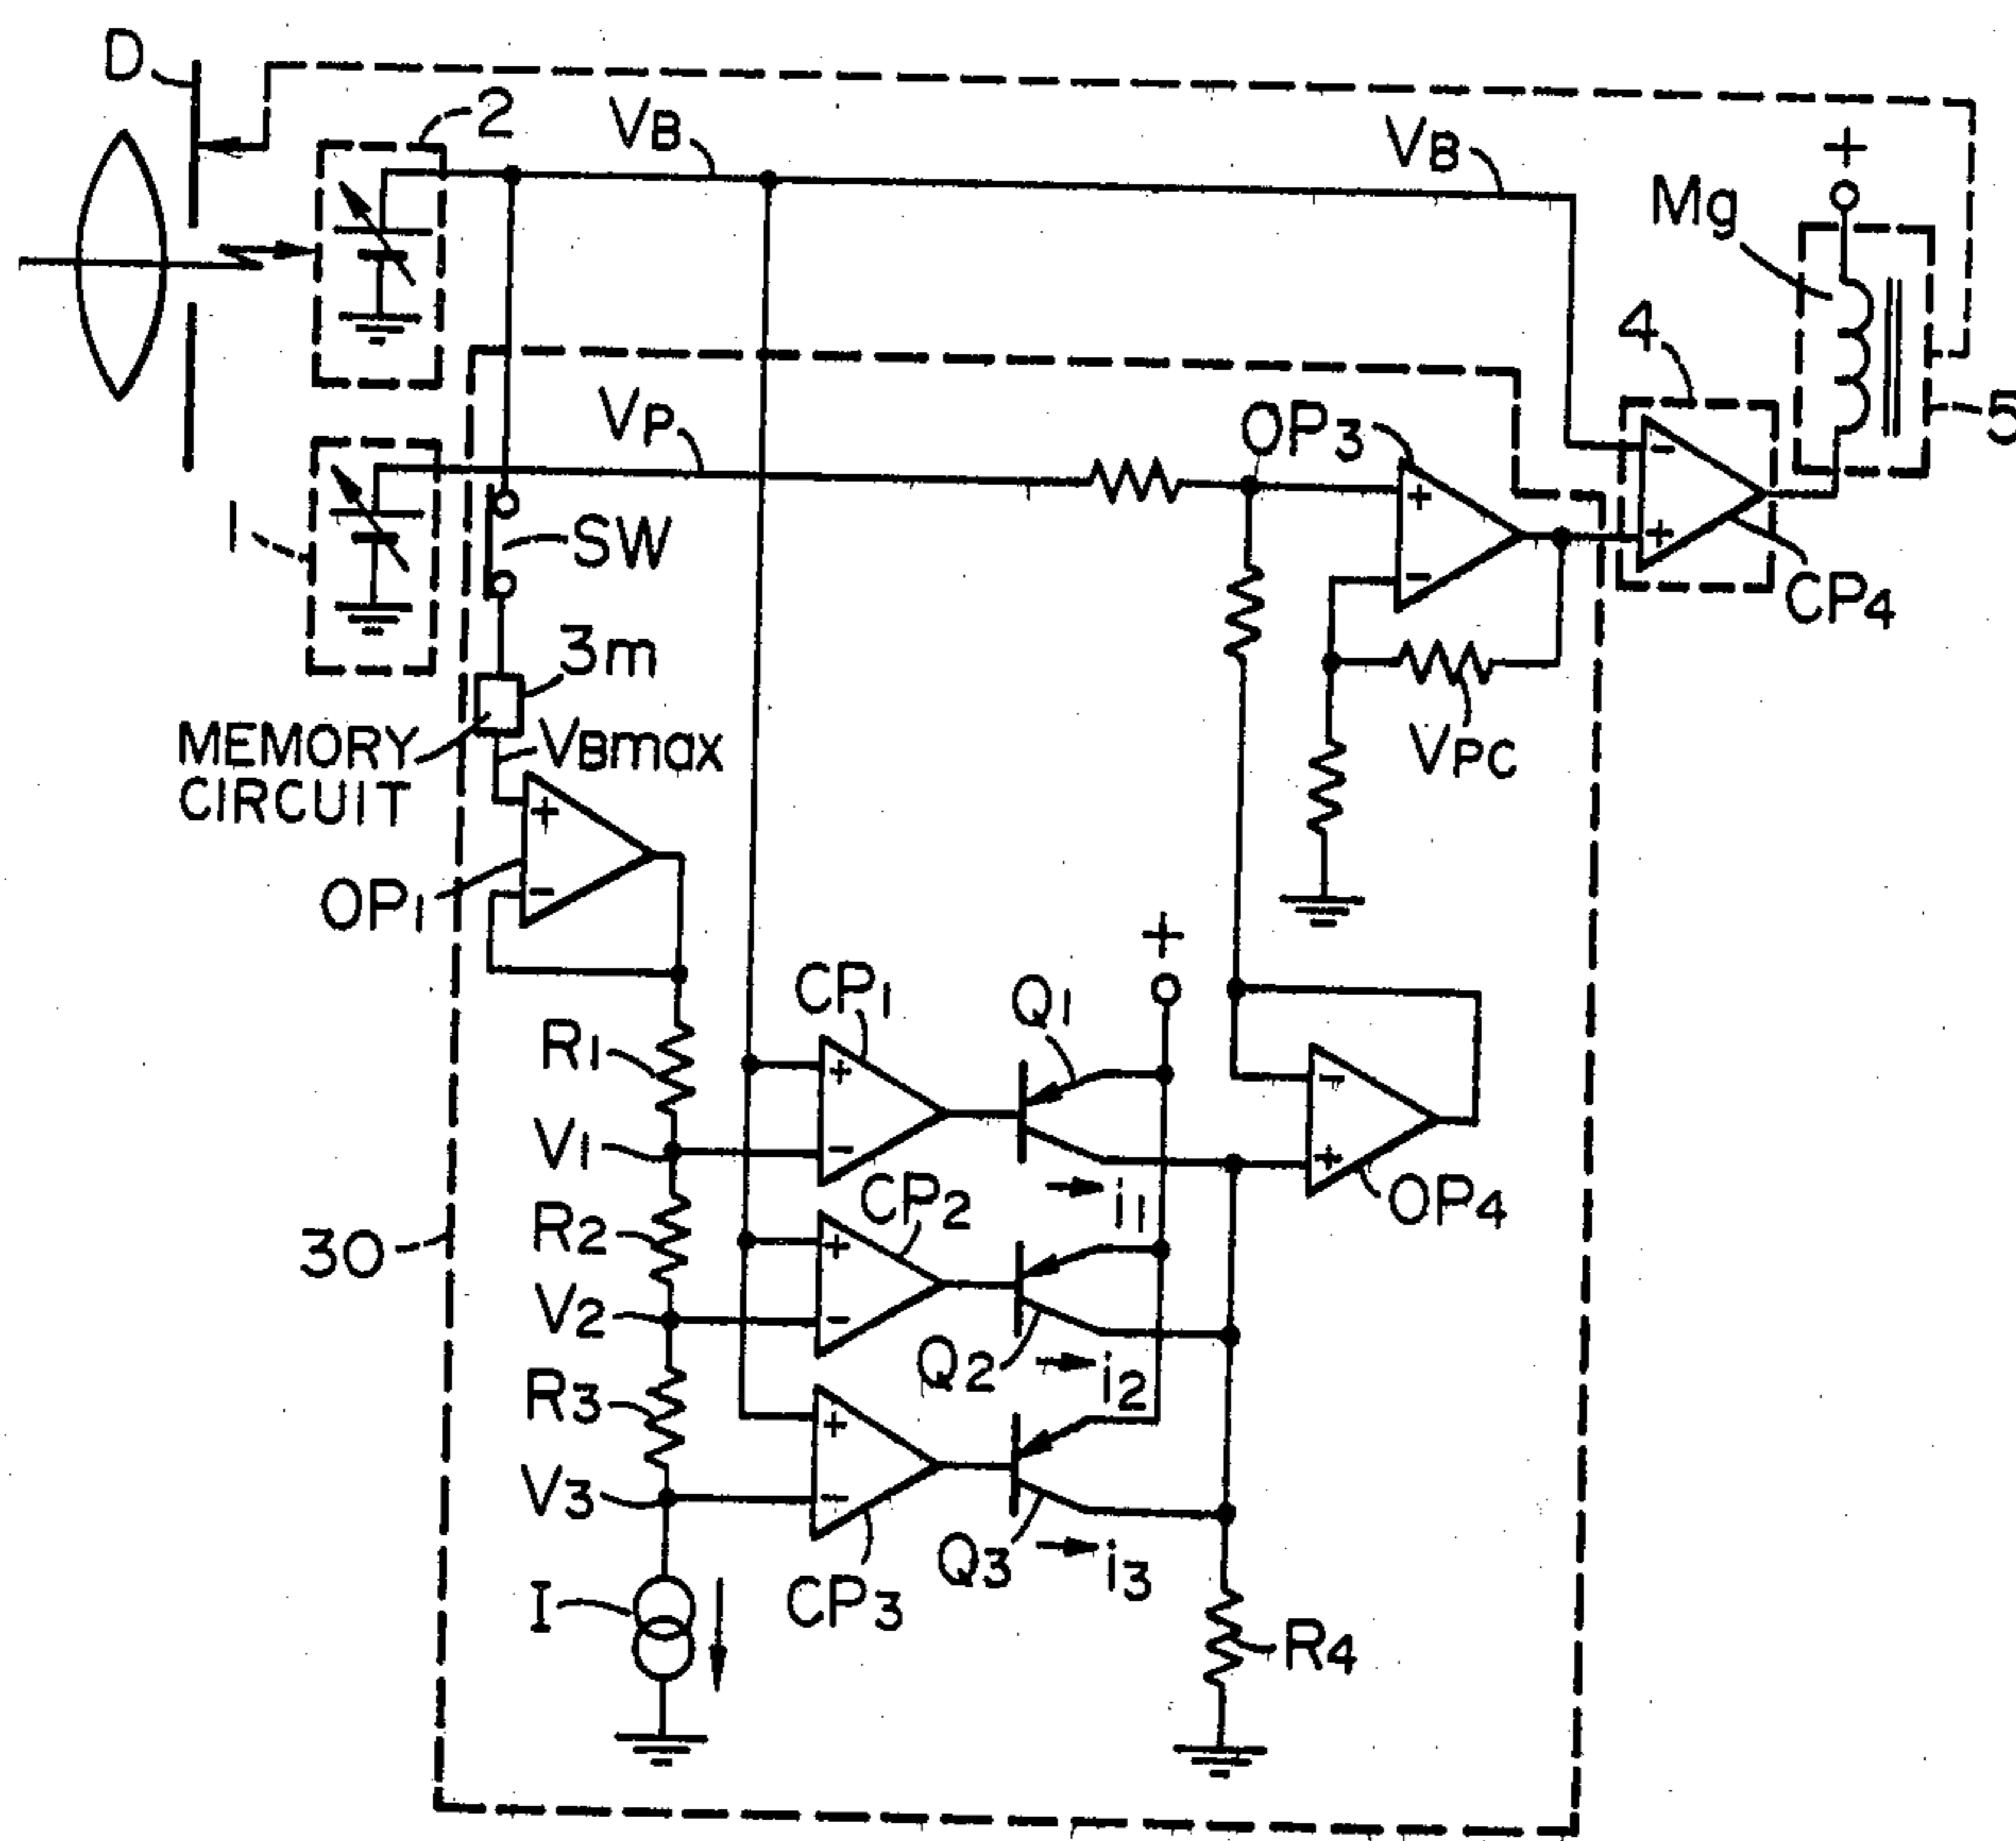 D
2
VB
VB
+
Mg
4
5
VP
OP3
1
SW
+
-
-
+
CP4
3m
MEMORY
CIRCUIT
VBmax
VPC
+
-
OP1
+
CP1
Q1
R1
+
-
-
+
V1
i1
OP4
CP2
R2
+
-
30
V2
Q2
i2
R3
+
-
V3
Q3
i3
I
CP3
R4